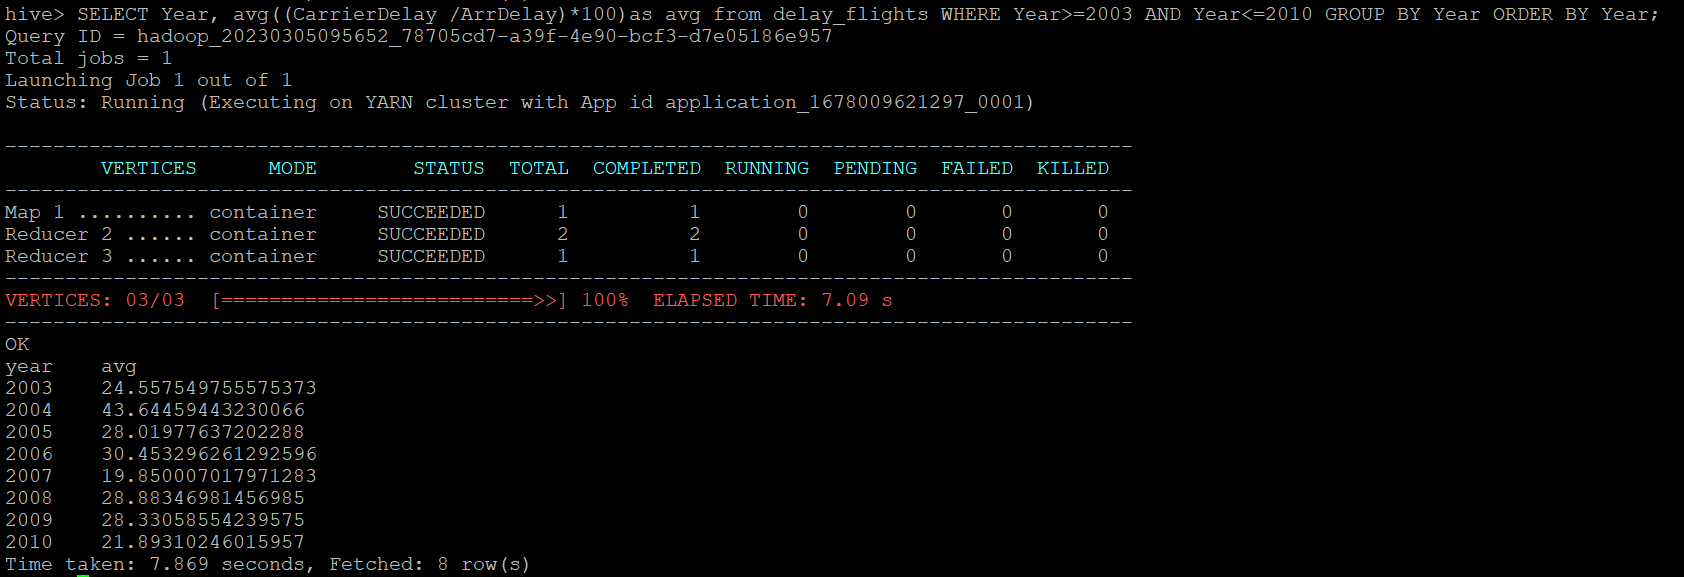 hive> SELECT Year, avg((CarrierDelay /ArrDelay)*100)as avg from delay_flights WHERE Year>=2003 AND Year<=2010 GROUP BY Year ORDER BY Year;
Query ID = hadoop_20230305095652_78705cd7-a39f-4e90-bcf3-d7e05186e957
Total jobs = 1
Launching Job 1 out of 1
Status: Running (Executing on YARN cluster with App id application_1678009621297_0001)
----------------------------------------------------------------------------------------------
        VERTICES      MODE        STATUS  TOTAL  COMPLETED  RUNNING  PENDING  FAILED  KILLED
----------------------------------------------------------------------------------------------
Map 1 .......... container     SUCCEEDED      1          1        0        0       0       0
Reducer 2 ...... container     SUCCEEDED      2          2        0        0       0       0
Reducer 3 ...... container     SUCCEEDED      1          1        0        0       0       0
----------------------------------------------------------------------------------------------
VERTICES: 03/03  [==========================>>] 100%  ELAPSED TIME: 7.09 s
----------------------------------------------------------------------------------------------
OK
year    avg
2003    24.557549755575373
2004    43.64459443230066
2005    28.01977637202288
2006    30.453296261292596
2007    19.850007017971283
2008    28.88346981456985
2009    28.33058554239575
2010    21.89310246015957
Time taken: 7.869 seconds, Fetched: 8 row(s)